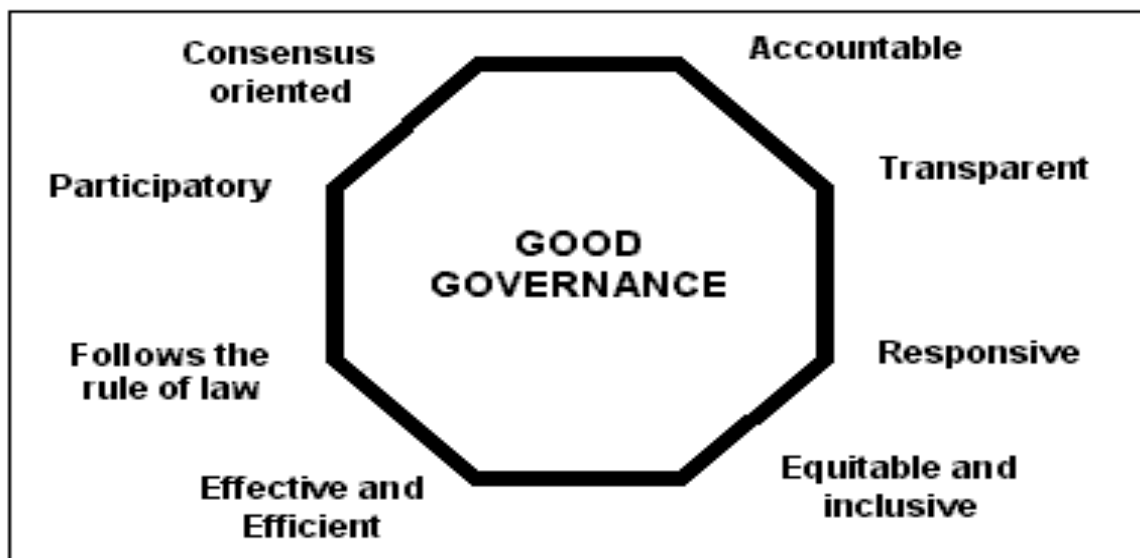 Consensus
oriented
Accountable
Participatory
Transparent
GOOD
GOVERNANCE
Follows the
rule of law
Responsive
Effective and
Efficient
Equitable and
inclusive